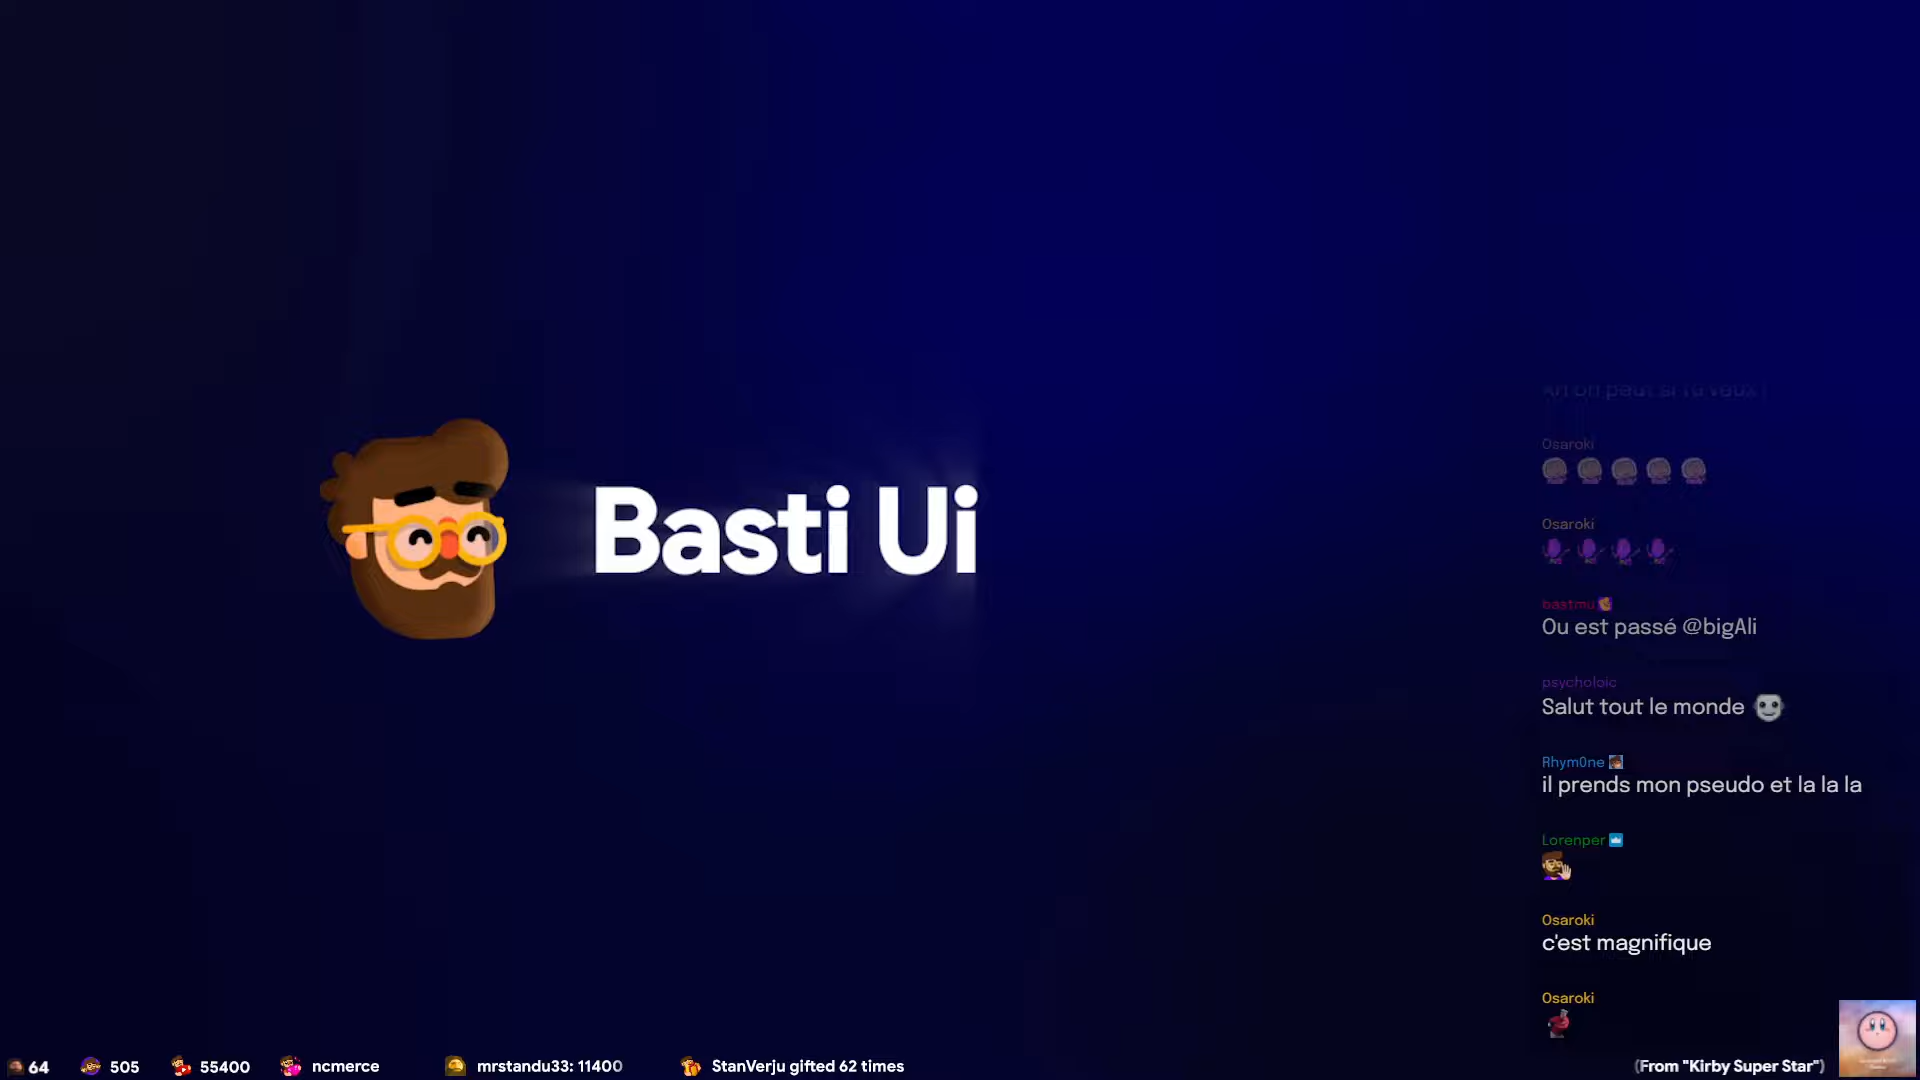 Basti Ui
Osaroki
Osaroki
bastmu
Ou est passé @bigAli
psycholoic
Salut tout le monde
Rhym0ne
il prends mon pseudo et la la la
Lorenper
Osaroki
c'est magnifique
Osaroki
64
505
55400
ncmerce
mrstandu33: 11400
StanVerju gifted 62 times
(From "Kirby Super Star")